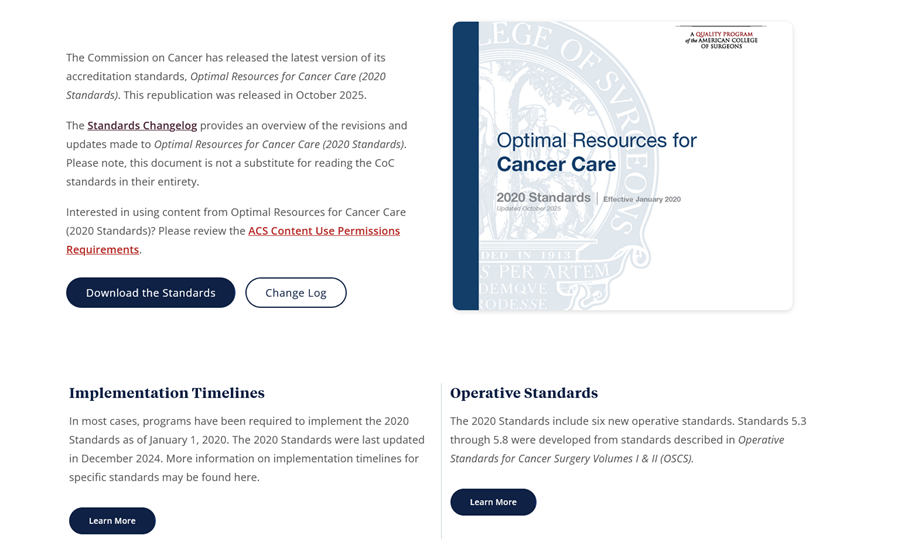 The Commission on Cancer has released the latest version of its
accreditation standards, Optimal Resources for Cancer Care (2020
Standards). This republication was released in October 2025.
The Standards Changelog provides an overview of the revisions and
updates made to Optimal Resources for Cancer Care (2020 Standards).
Please note, this document is not a substitute for reading the CoC
standards in their entirety.
Interested in using content from Optimal Resources for Cancer Care
(2020 Standards)? Please review the ACS Content Use Permissions
Requirements.
Download the Standards
Change Log
A QUALITY PROGRAM
of the AMERICAN COLLEGE
OF SURGEONS
LEGE OF SVRGEONS
Optimal Resources for
Cancer Care
2020 Standards | Effective January 2020
Updated October 2025
DED IN 1913
S PER ARTEM
DEMQVE
RODESSE
Implementation Timelines
In most cases, programs have been required to implement the 2020
Standards as of January 1, 2020. The 2020 Standards were last updated
in December 2024. More information on implementation timelines for
specific standards may be found here.
Learn More
Operative Standards
The 2020 Standards include six new operative standards. Standards 5.3
through 5.8 were developed from standards described in Operative
Standards for Cancer Surgery Volumes I & II (OSCS).
Learn More